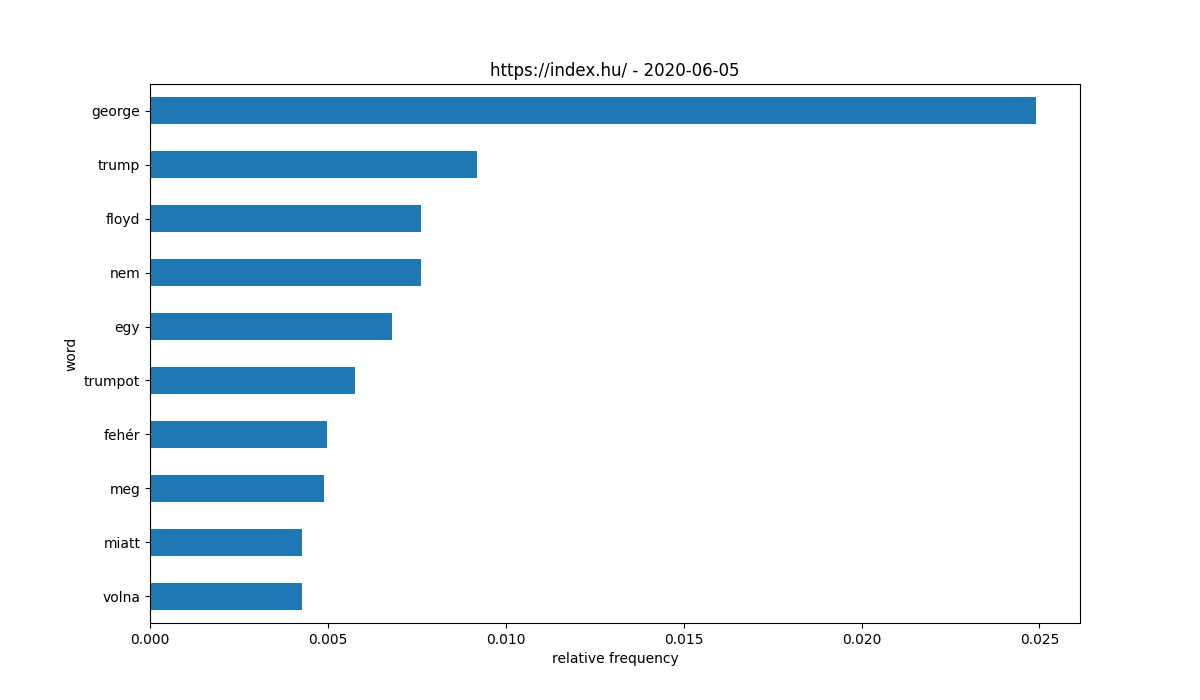 https://index.hu/ - 2020-06-05
george
trump
floyd
nem
egy
trumpot
fehér
meg
miatt
volna
word
0.000 0.005 0.010 0.015 0.020 0.025
relative frequency